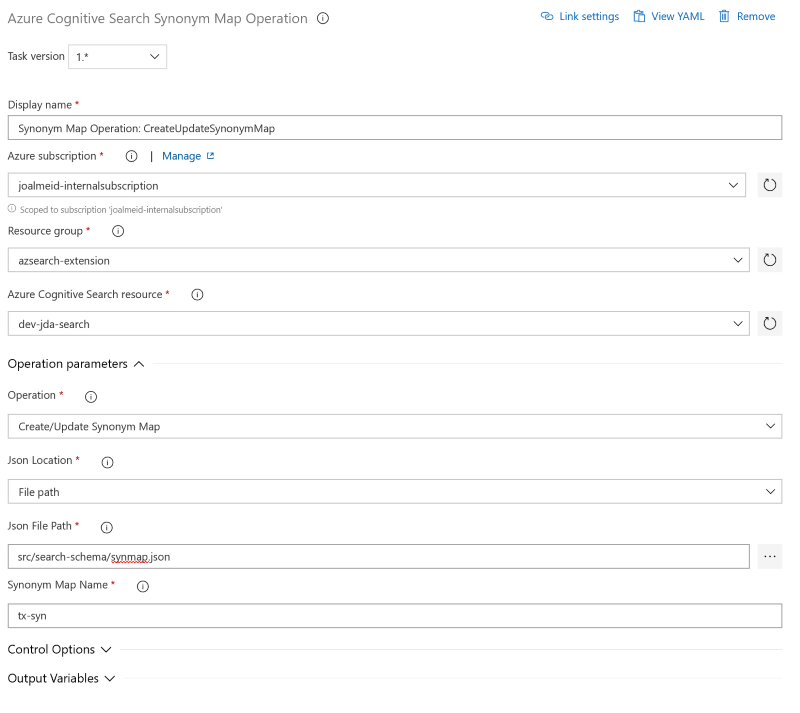 Azure Cognitive Search Synonym Map Operation Link settings View YAML Remove
Task version 1.*
Display name *
Synonym Map Operation: CreateUpdateSynonymMap
Azure subscription * | Manage
joalmeid-internalsubscription
Scoped to subscription 'joalmeid-internalsubscription'
Resource group *
azsearch-extension
Azure Cognitive Search resource *
dev-jda-search
Operation parameters
Operation *
Create/Update Synonym Map
Json Location *
File path
Json File Path *
src/search-schema/synmap.json
Synonym Map Name *
tx-syn
Control Options
Output Variables